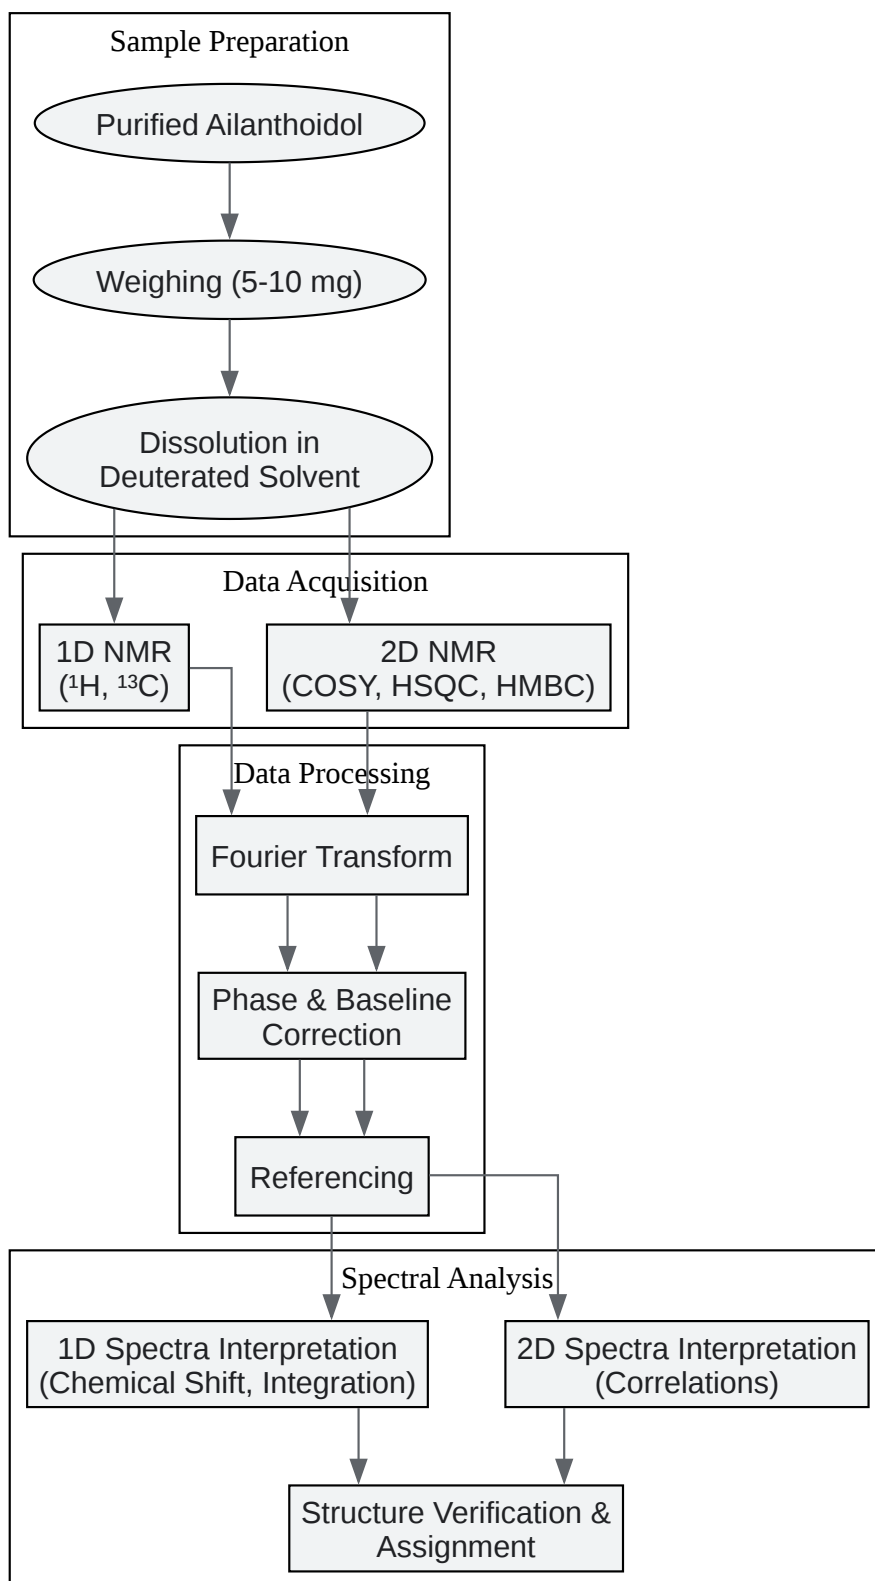 Sample Preparation
Purified Ailanthoidol
Weighing (5-10 mg)
Dissolution in
Deuterated Solvent
Data Acquisition
1D NMR
(¹H, ¹³C)
2D NMR
(COSY, HSQC, HMBC)
Data Processing
Fourier Transform
Phase & Baseline
Correction
Referencing
Spectral Analysis
1D Spectra Interpretation
(Chemical Shift, Integration)
2D Spectra Interpretation
(Correlations)
Structure Verification &
Assignment